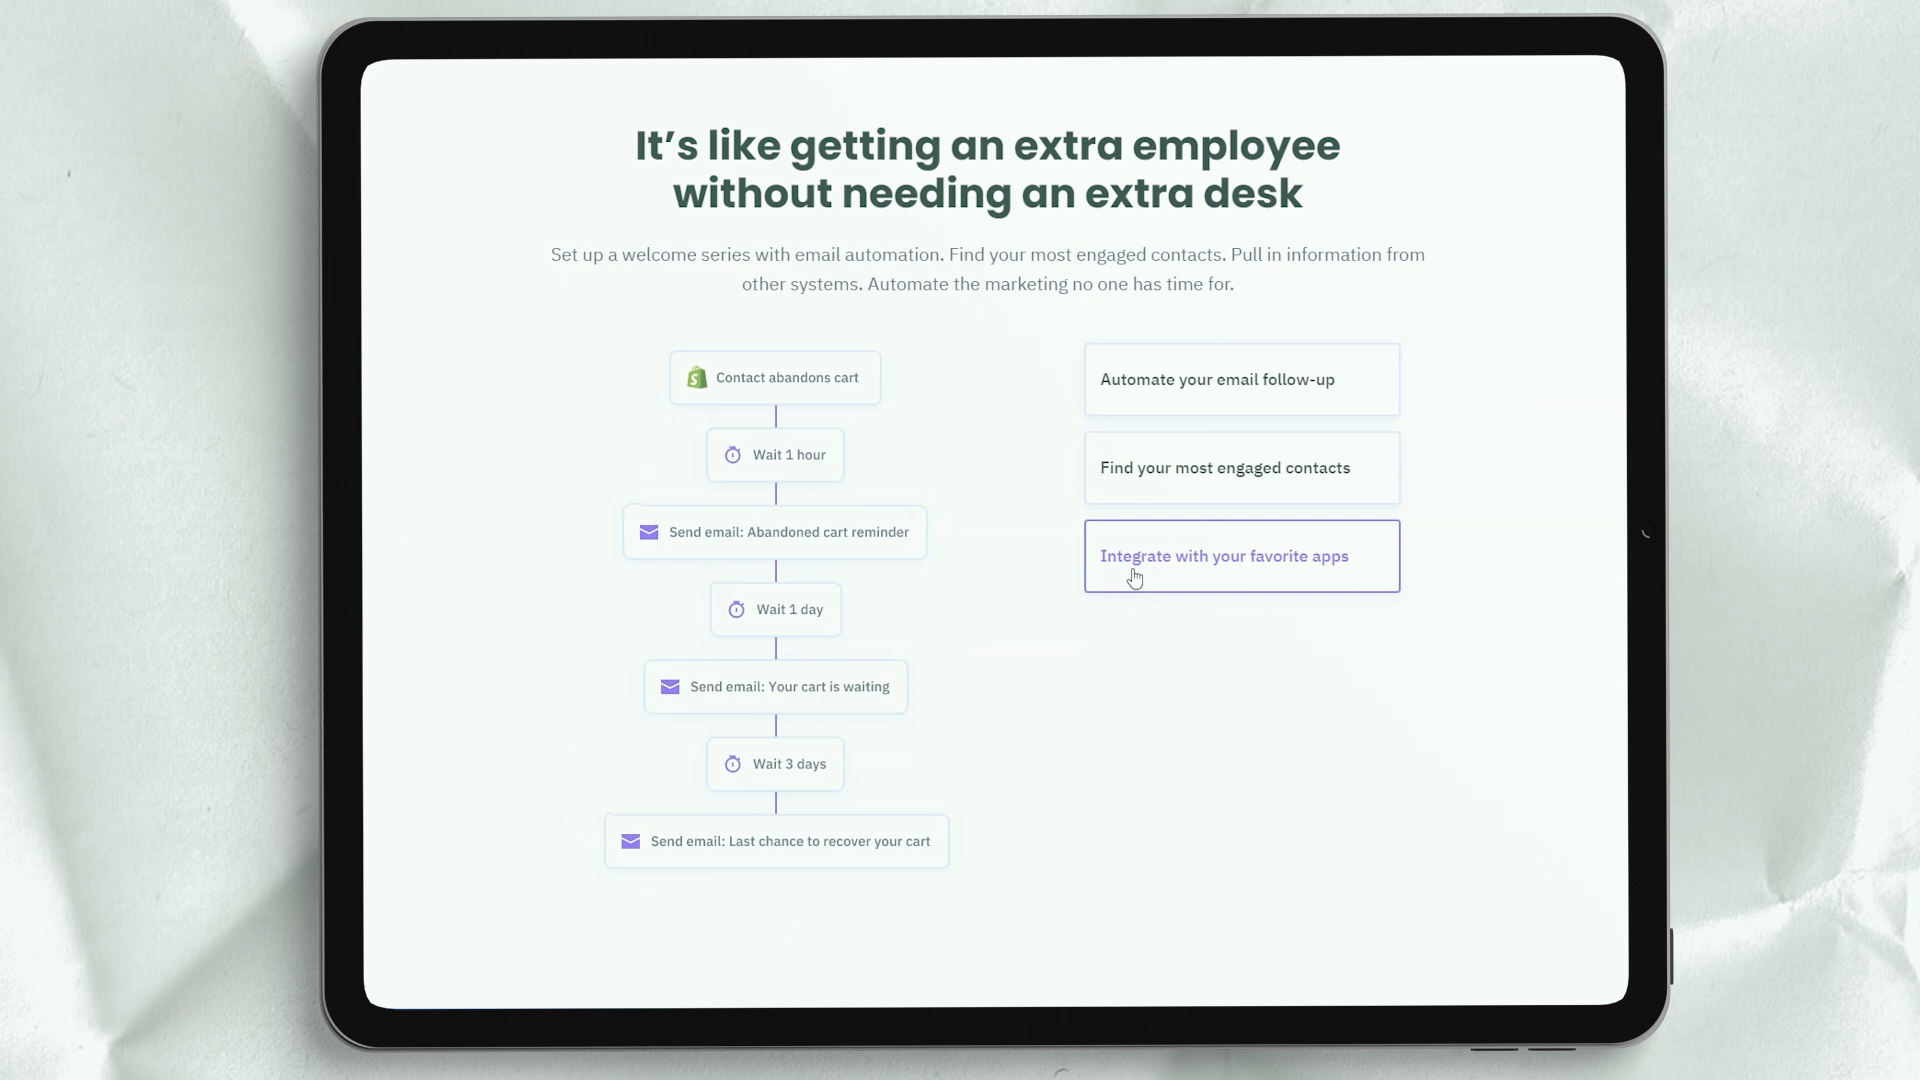 It’s like getting an extra employee
without needing an extra desk
Set up a welcome series with email automation. Find your most engaged contacts. Pull in information from
other systems. Automate the marketing no one has time for.
Contact abandons cart
Wait 1 hour
Send email: Abandoned cart reminder
Wait 1 day
Send email: Your cart is waiting
Wait 3 days
Send email: Last chance to recover your cart
Automate your email follow-up
Find your most engaged contacts
Integrate with your favorite apps